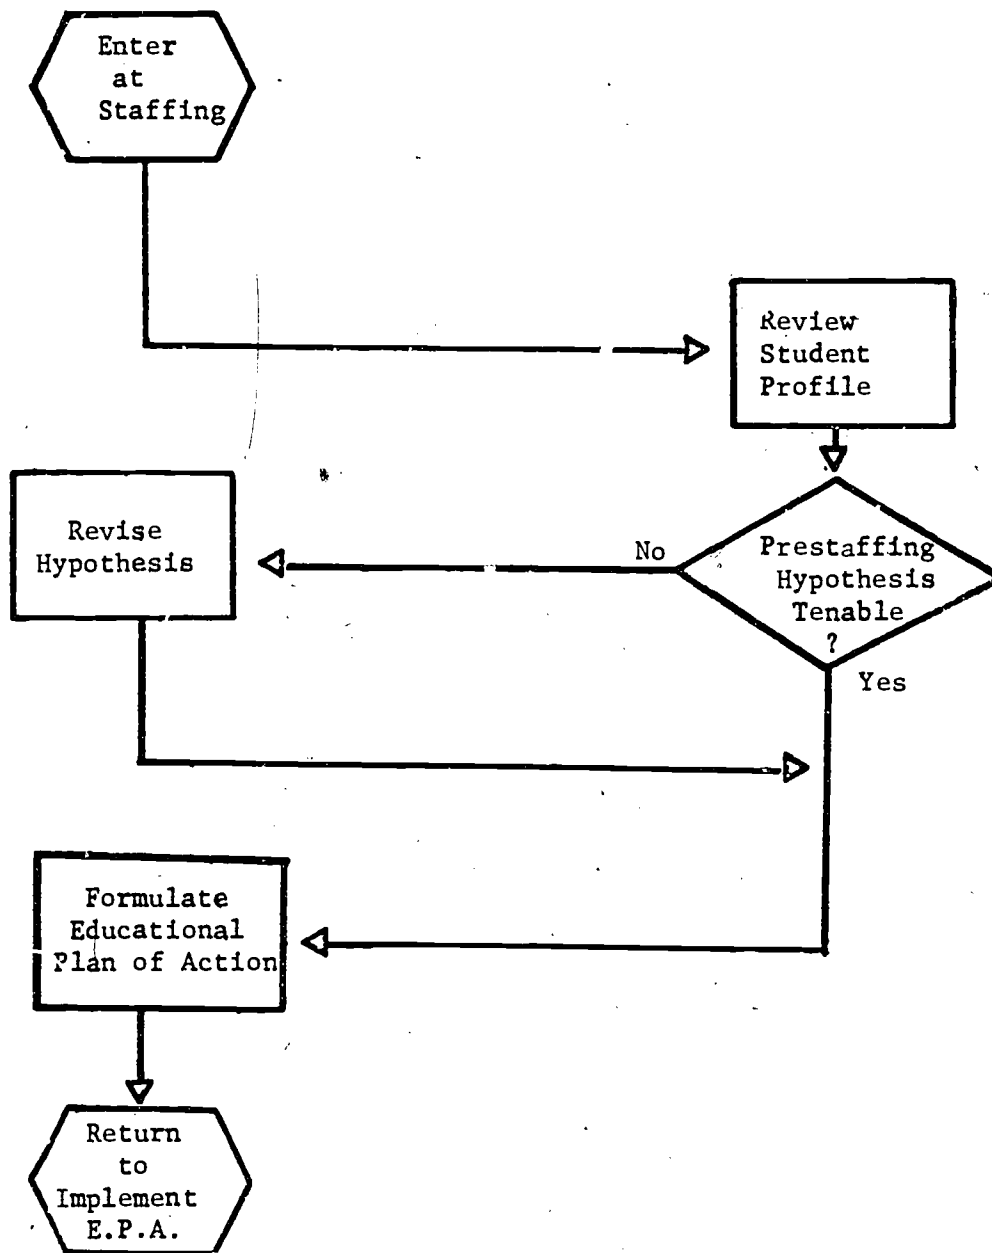 Enter
at
Staffing
Review
Student
Profile
Prestaffing
Hypothesis
Tenable
?
No
Yes
Revise
Hypothesis
Formulate
Educational
Plan of Action
Return
to
Implement
E.P.A.